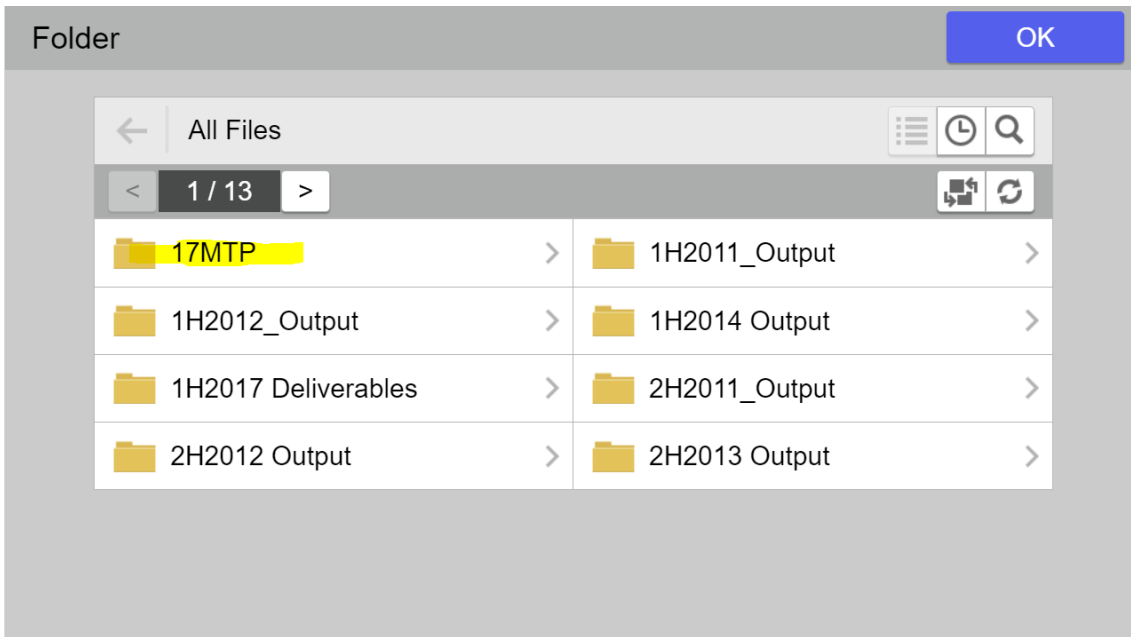 Folder
OK
All Files
< 1 / 13 >
17MTP
1H2011_Output
1H2012_Output
1H2014 Output
1H2017 Deliverables
2H2011_Output
2H2012 Output
2H2013 Output